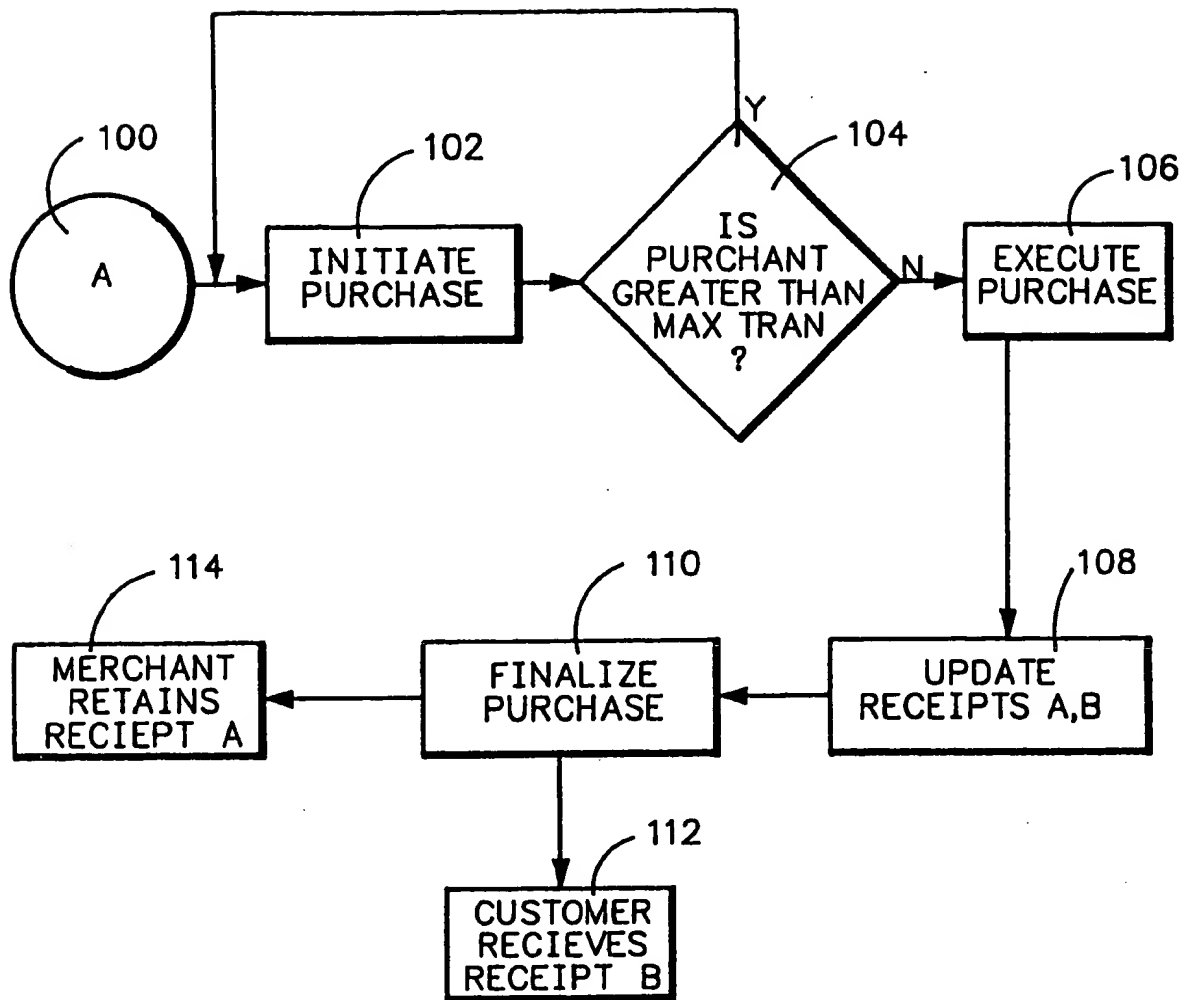 100
A
102
INITIATE
PURCHASE
Y
104
IS
PURCHANT
GREATER THAN
MAX TRAN
?
N
106
EXECUTE
PURCHASE
114
MERCHANT
RETAINS
RECIEPT A
110
FINALIZE
PURCHASE
108
UPDATE
RECEIPTS A,B
112
CUSTOMER
RECIEVES
RECEIPT B